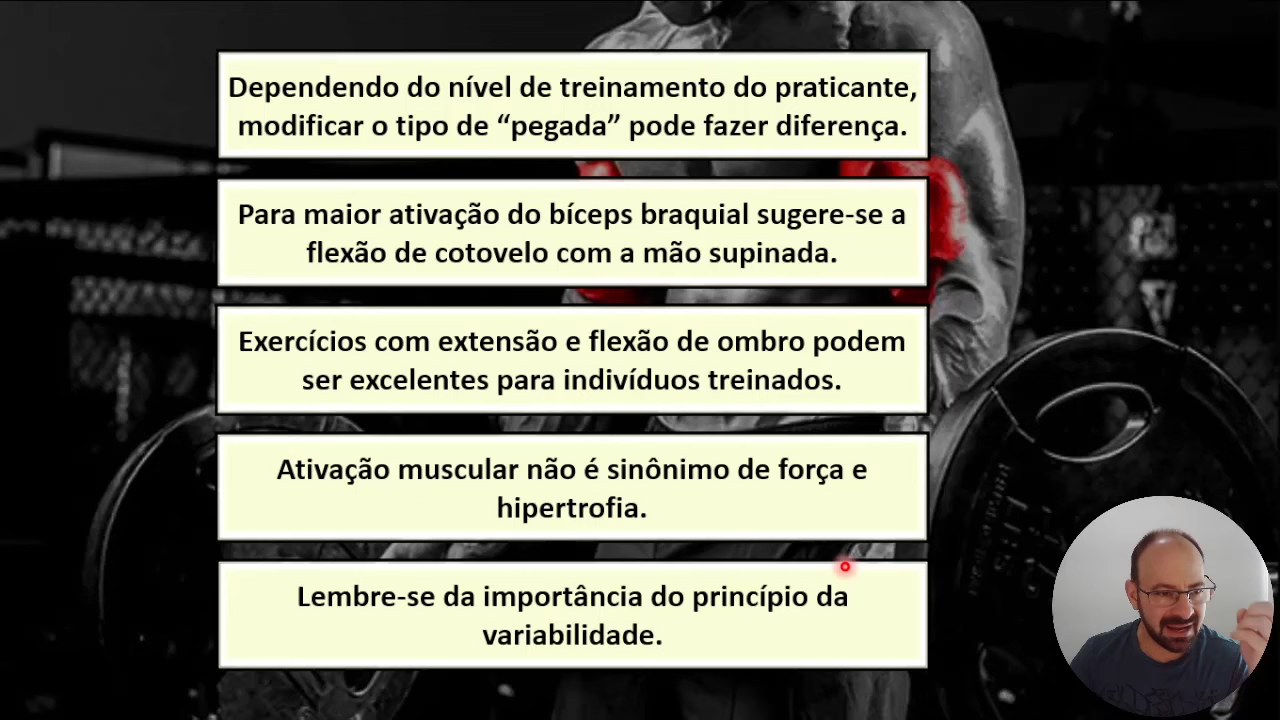 Dependendo do nível de treinamento do praticante,
modificar o tipo de “pegada” pode fazer diferença.
Para maior ativação do bíceps braquial sugere-se a
flexão de cotovelo com a mão supinada.
Exercícios com extensão e flexão de ombro podem
ser excelentes para indivíduos treinados.
Ativação muscular não é sinônimo de força e
hipertrofia.
Lembre-se da importância do princípio da
variabilidade.